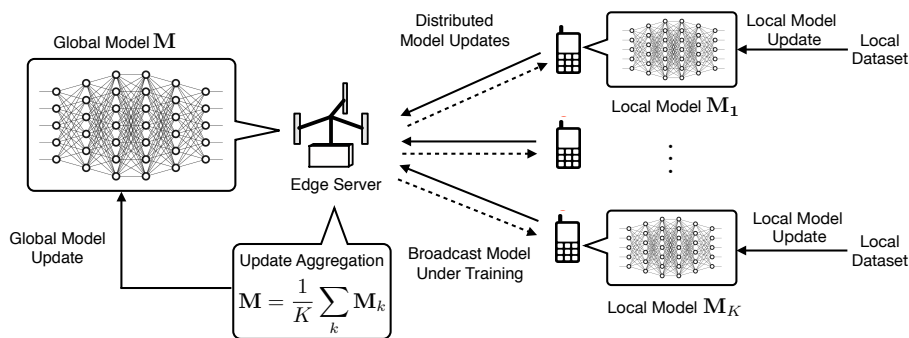 Global Model M
Distributed
Model Updates
Local Model
Update
Local
Dataset
Local Model M₁
Edge Server
Global Model
Update
Update Aggregation
M = 1/K ∑ₖ Mₖ
Broadcast Model
Under Training
Local Model
Update
Local
Dataset
Local Model M_K